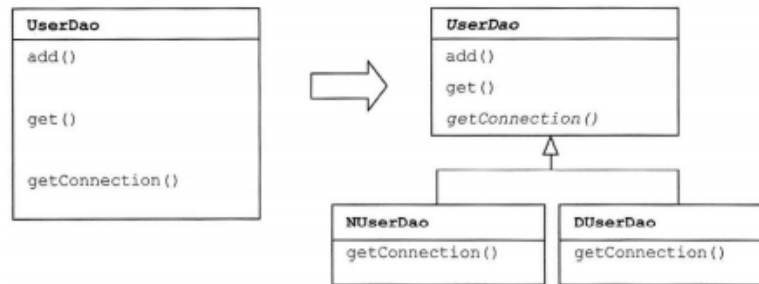 UserDao
add()
get()
getConnection()
UserDao
add()
get()
getConnection()
NUserDao
getConnection()
DUserDao
getConnection()